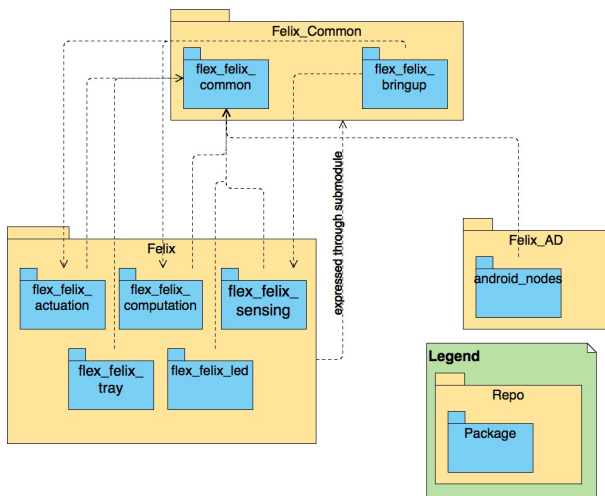 Felix_Common
flex_felix_
common
flex_felix_
bringup
expressed through submodule
Felix
flex_felix_
actuation
flex_felix_
computation
flex_felix_
sensing
flex_felix_
tray
flex_felix_led
Felix_AD
android_nodes
Legend
Repo
Package